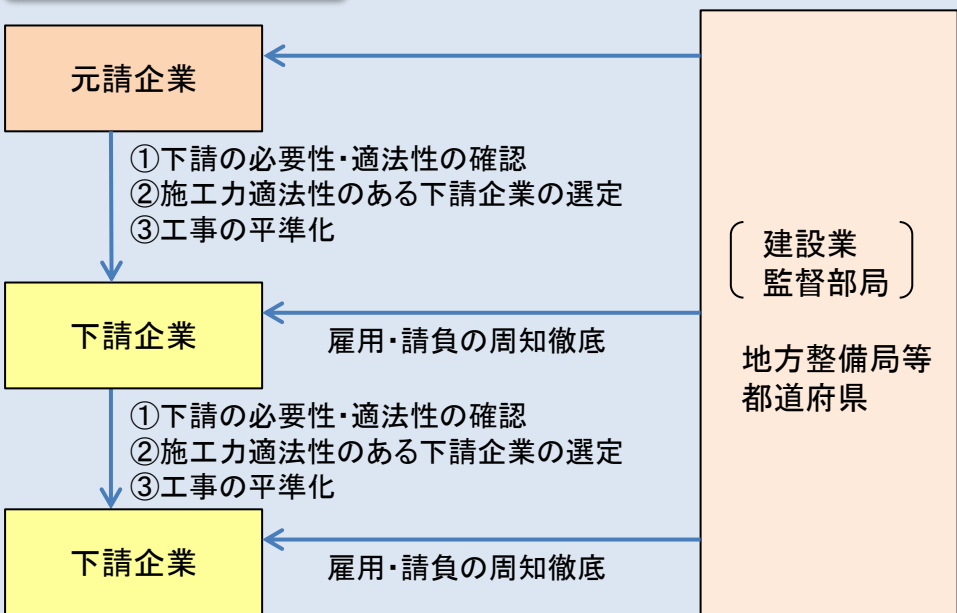 元請企業
①下請の必要性・適法性の確認
②施工力適法性のある下請企業の選定
③工事の平準化
下請企業
雇用・請負の周知徹底
①下請の必要性・適法性の確認
②施工力適法性のある下請企業の選定
③工事の平準化
下請企業
雇用・請負の周知徹底
建設業
監督部局
地方整備局等
都道府県